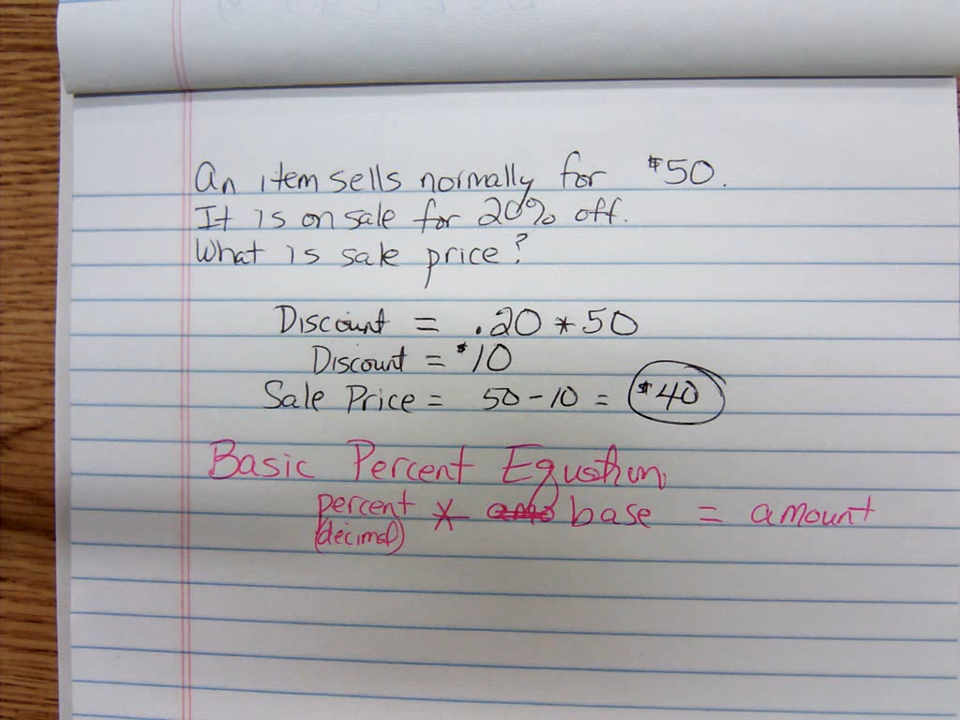 An item sells normally for $50.
It is on sale for 20% off.
What is sale price?
Discount = .20 * 50
Discount = $10
Sale Price = 50 - 10 = $40
Basic Percent Equation
percent * base = amount
(decimal)